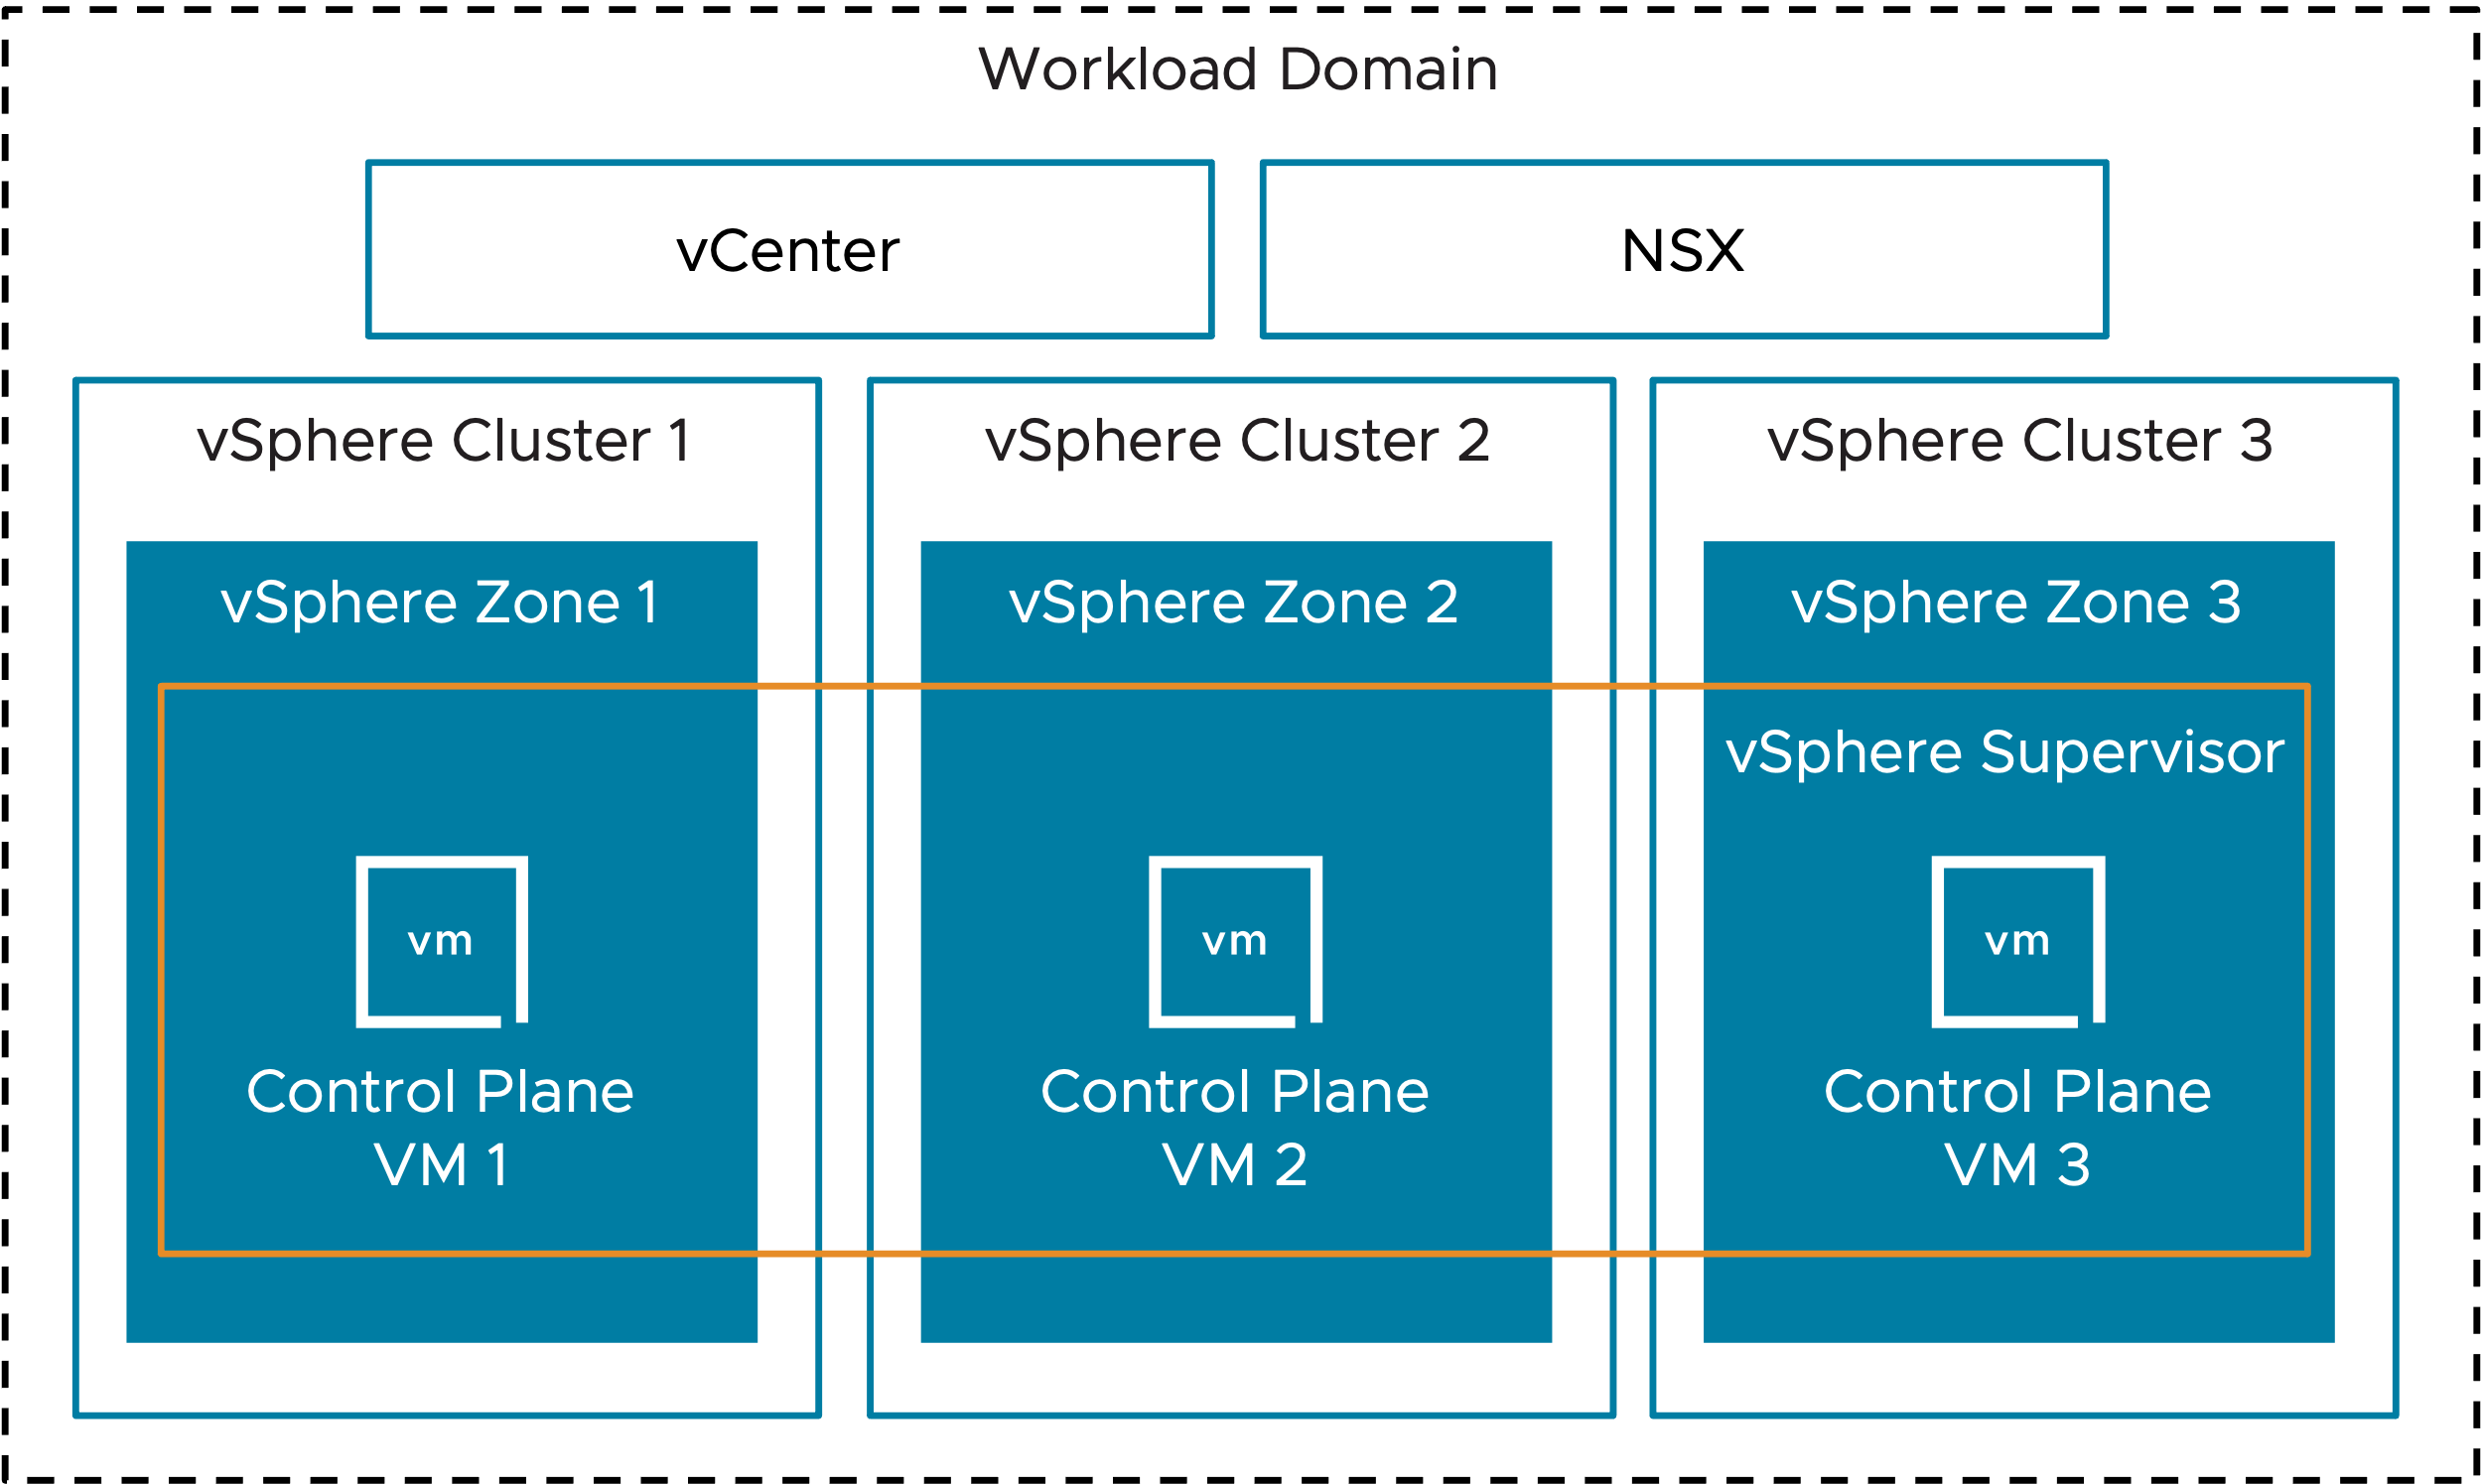 Workload Domain
vCenter
NSX
vSphere Cluster 1
vSphere Cluster 2
vSphere Cluster 3
vSphere Zone 1
vSphere Zone 2
vSphere Zone 3
vSphere Supervisor
vm
vm
vm
Control Plane
VM 1
Control Plane
VM 2
Control Plane
VM 3